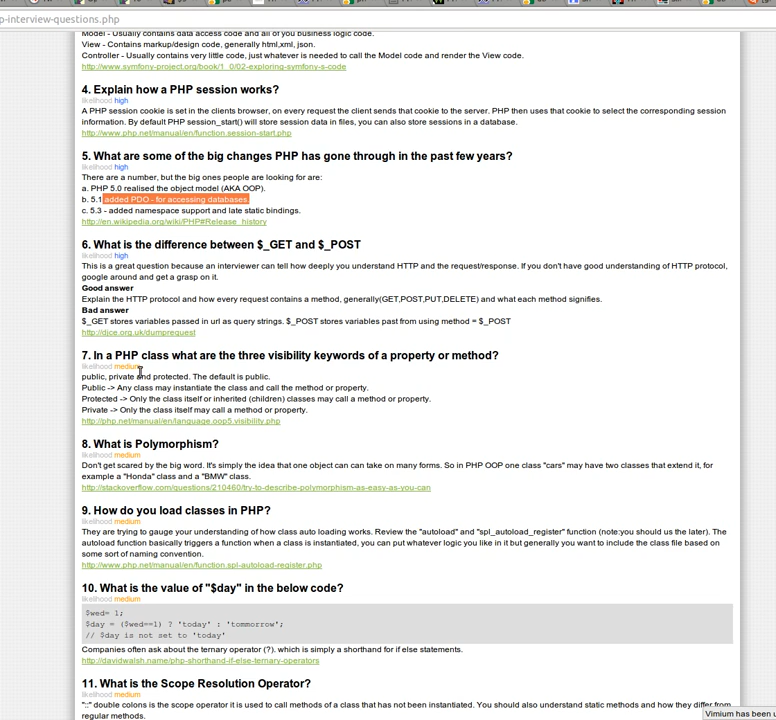 p-interview-questions.php
Model - Usually contains data access code and all of you business logic code.
View - Contains markup/design code, generally html,xml, json.
Controller - Usually contains very little code, just whatever is needed to call the Model code and render the View code.
http://www.symfony-project.org/book/1_0/02-exploring-symfony-s-code
4. Explain how a PHP session works?
likelihood high
A PHP session cookie is set in the clients browser, on every request the client sends that cookie to the server. PHP then uses that cookie to select the corresponding session
information. By default PHP session_start() will store session data in files, you can also store sessions in a database.
http://www.php.net/manual/en/function.session-start.php
5. What are some of the big changes PHP has gone through in the past few years?
likelihood high
There are a number, but the big ones people are looking for are:
a. PHP 5.0 realised the object model (AKA OOP).
b. 5.1 added PDO - for accessing databases.
c. 5.3 - added namespace support and late static bindings.
http://en.wikipedia.org/wiki/PHP#Release_history
6. What is the difference between $_GET and $_POST
likelihood high
This is a great question because an interviewer can tell how deeply you understand HTTP and the request/response. If you don't have good understanding of HTTP protocol,
google around and get a grasp on it.
Good answer
Explain the HTTP protocol and how every request contains a method, generally(GET,POST,PUT,DELETE) and what each method signifies.
Bad answer
$_GET stores variables passed in url as query strings. $_POST stores variables past from using method = $_POST
http://djce.org.uk/dumprequest
7. In a PHP class what are the three visibility keywords of a property or method?
likelihood medium
public, private and protected. The default is public.
Public -> Any class may instantiate the class and call the method or property.
Protected -> Only the class itself or inherited (children) classes may call a method or property.
Private -> Only the class itself may call a method or property.
http://php.net/manual/en/language.oop5.visibility.php
8. What is Polymorphism?
likelihood medium
Don't get scared by the big word. It's simply the idea that one object can can take on many forms. So in PHP OOP one class "cars" may have two classes that extend it, for
example a "Honda" class and a "BMW" class.
http://stackoverflow.com/questions/210460/try-to-describe-polymorphism-as-easy-as-you-can
9. How do you load classes in PHP?
likelihood medium
They are trying to gauge your understanding of how class auto loading works. Review the "autoload" and "spl_autoload_register" function (note:you should us the later). The
autoload function basically triggers a function when a class is instantiated, you can put whatever logic you like in it but generally you want to include the class file based on
some sort of naming convention.
http://www.php.net/manual/en/function.spl-autoload-register.php
10. What is the value of "$day" in the below code?
likelihood medium
$wed= 1;
$day = ($wed==1) ? 'today' : 'tommorrow';
// $day is not set to 'today'
Companies often ask about the ternary operator (?). which is simply a shorthand for if else statements.
http://davidwalsh.name/php-shorthand-if-else-ternary-operators
11. What is the Scope Resolution Operator?
likelihood medium
"::" double colons is the scope operator it is used to call methods of a class that has not been instantiated. You should also understand static methods and how they differ from
regular methods.
Vimium has been u